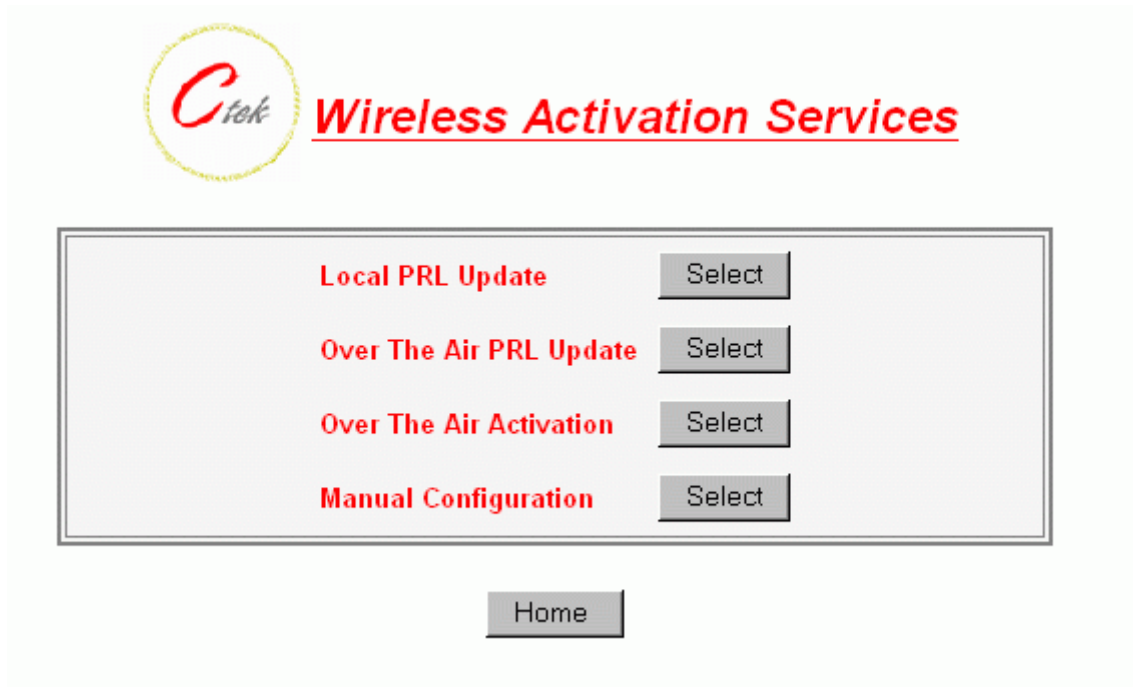 Ctek
Wireless Activation Services
Local PRL Update Select
Over The Air PRL Update Select
Over The Air Activation Select
Manual Configuration Select
Home